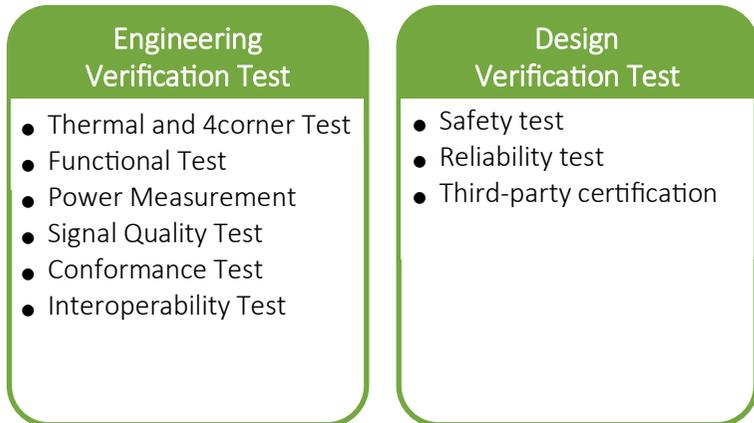 Engineering
Verification Test
● Thermal and 4corner Test
● Functional Test
● Power Measurement
● Signal Quality Test
● Conformance Test
● Interoperability Test
Design
Verification Test
● Safety test
● Reliability test
● Third-party certification